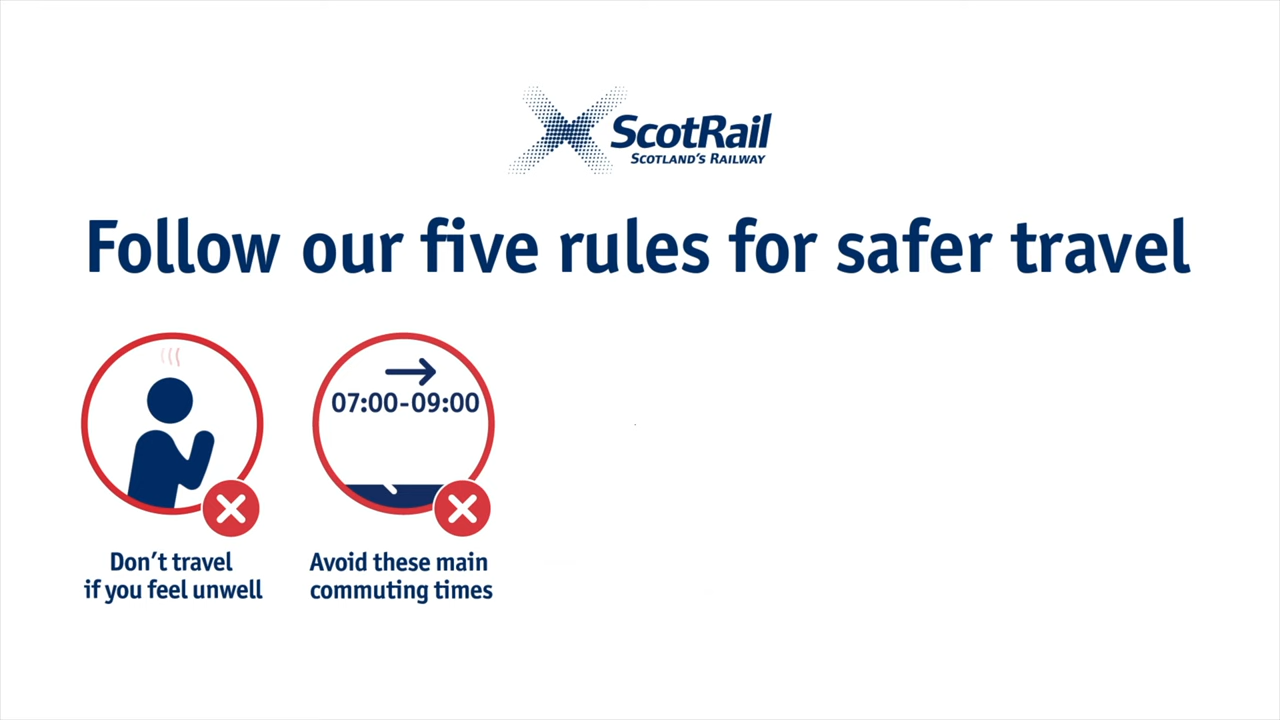 ScotRail
SCOTLAND'S RAILWAY
Follow our five rules for safer travel
07:00-09:00
Don't travel
if you feel unwell
Avoid these main
commuting times